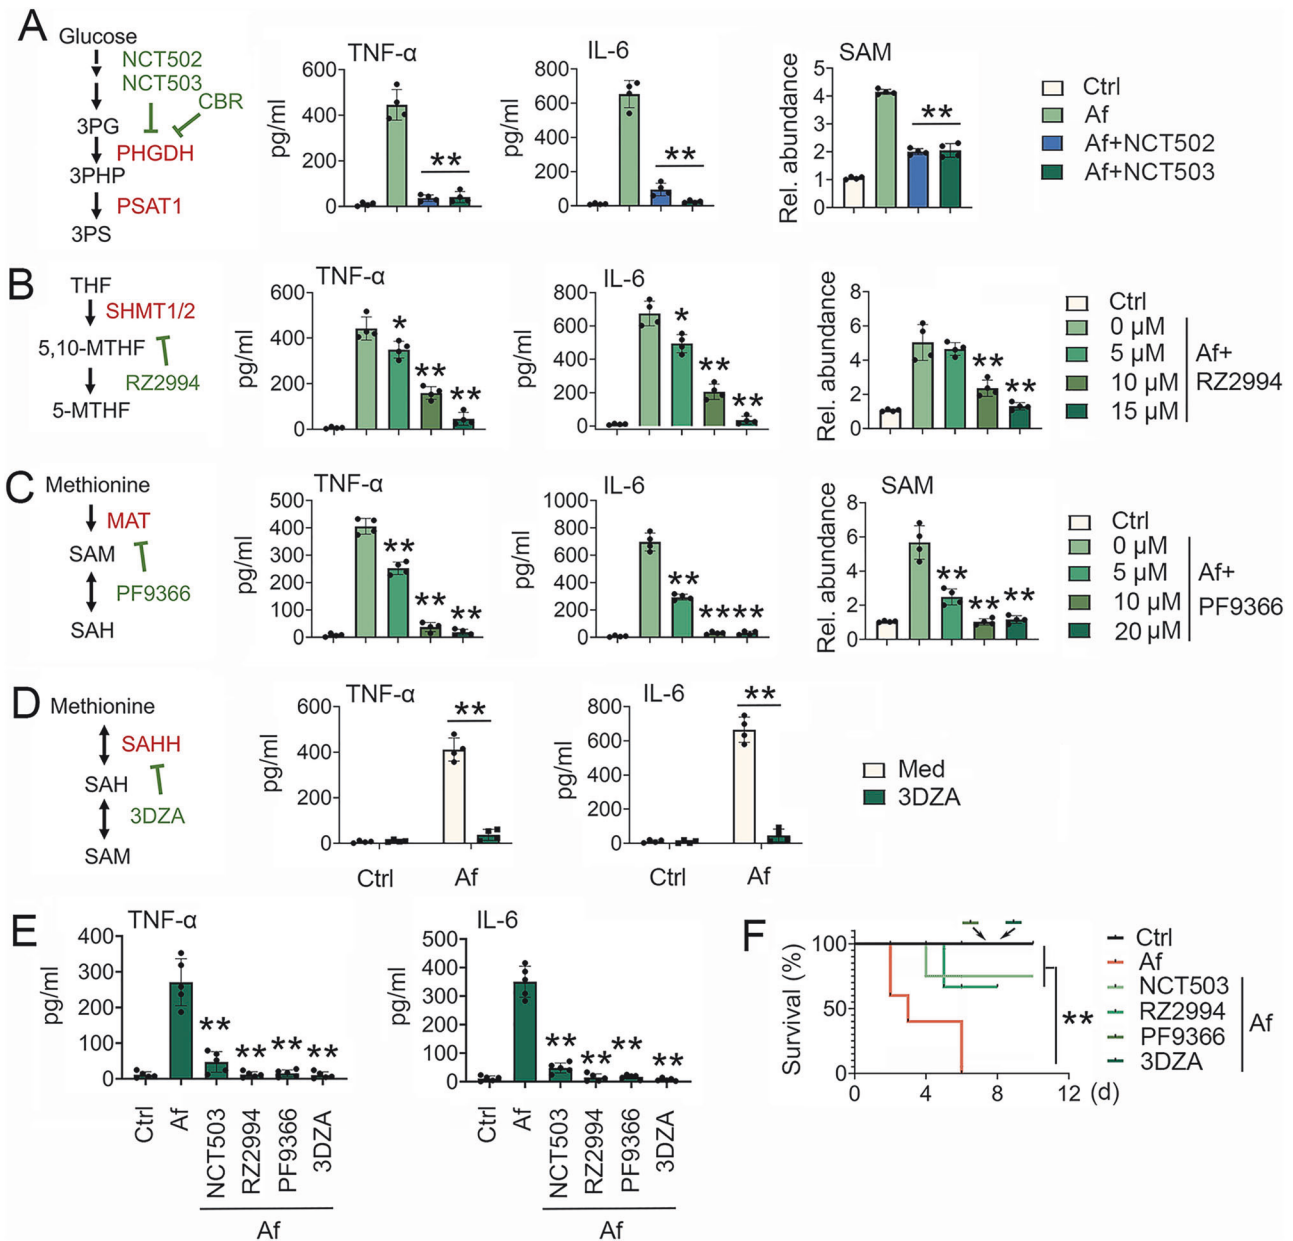 A
Glucose
NCT502
NCT503
CBR
3PG
PHGDH
3PHP
PSAT1
3PS
TNF-α
pg/ml
600
400
200
0
**
IL-6
pg/ml
800
600
400
200
0
**
SAM
Rel. abundance
5
4
3
2
1
0
**
Ctrl
Af
Af+NCT502
Af+NCT503
B
THF
SHMT1/2
5,10-MTHF
RZ2994
5-MTHF
TNF-α
pg/ml
600
400
200
0
*
**
**
IL-6
pg/ml
800
600
400
200
0
*
**
**
Rel. abundance
8
6
4
2
0
**
**
Ctrl
0 μM
5 μM
10 μM
15 μM
Af+
RZ2994
C
Methionine
MAT
SAM
PF9366
SAH
TNF-α
pg/ml
500
400
300
200
100
0
**
**
**
IL-6
pg/ml
1000
800
600
400
200
0
**
****
SAM
Rel. abundance
8
6
4
2
0
**
**
**
Ctrl
0 μM
5 μM
10 μM
20 μM
Af+
PF9366
D
Methionine
SAHH
SAH
3DZA
SAM
TNF-α
pg/ml
600
400
200
0
**
Ctrl
Af
IL-6
pg/ml
800
600
400
200
0
**
Ctrl
Af
Med
3DZA
E
TNF-α
pg/ml
400
300
200
100
0
**
**
**
**
Ctrl
Af
NCT503
RZ2994
PF9366
3DZA
Af
IL-6
pg/ml
500
400
300
200
100
0
**
**
**
**
Ctrl
Af
NCT503
RZ2994
PF9366
3DZA
Af
F
Survival (%)
100
50
0
0
4
8
12
(d)
**
Ctrl
Af
NCT503
RZ2994
PF9366
3DZA
Af